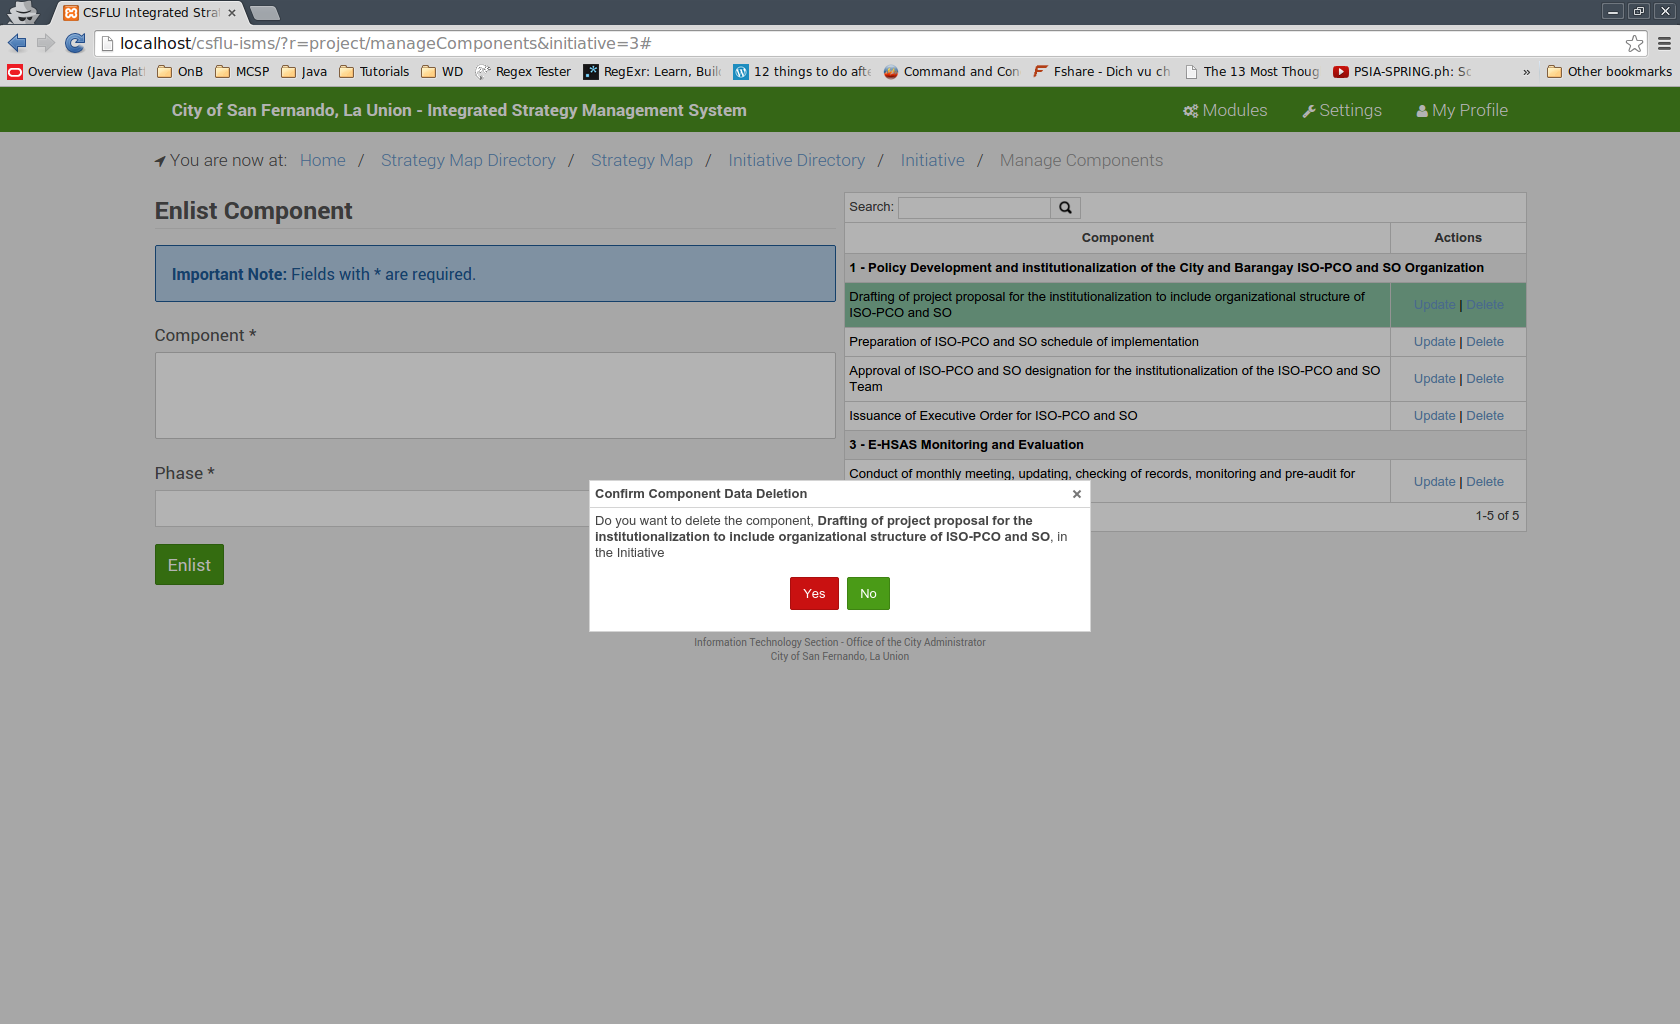 CSFLU Integrated Stra
localhost/csflu-isms/?r=project/manageComponents&initiative=3#
Overview (Java Plat OnB MCSP Java Tutorials WD Regex Tester RegExr: Learn, Buil 12 things to do afte Command and Con Fshare - Dich vu ch The 13 Most Thoug PSIA-SPRING.ph: Sc » Other bookmarks
City of San Fernando, La Union - Integrated Strategy Management System Modules Settings My Profile
You are now at: Home / Strategy Map Directory / Strategy Map / Initiative Directory / Initiative / Manage Components
Enlist Component
Important Note: Fields with * are required.
Component *
Phase *
Enlist
Search:
Component Actions
1 - Policy Development and institutionalization of the City and Barangay ISO-PCO and SO Organization
Drafting of project proposal for the institutionalization to include organizational structure of
ISO-PCO and SO
Update | Delete
Preparation of ISO-PCO and SO schedule of implementation Update | Delete
Approval of ISO-PCO and SO designation for the institutionalization of the ISO-PCO and SO
Team
Update | Delete
Issuance of Executive Order for ISO-PCO and SO Update | Delete
3 - E-HSAS Monitoring and Evaluation
Conduct of monthly meeting, updating, checking of records, monitoring and pre-audit for
Update | Delete
1-5 of 5
Confirm Component Data Deletion
Do you want to delete the component, Drafting of project proposal for the
institutionalization to include organizational structure of ISO-PCO and SO, in
the Initiative
Yes No
Information Technology Section - Office of the City Administrator
City of San Fernando, La Union